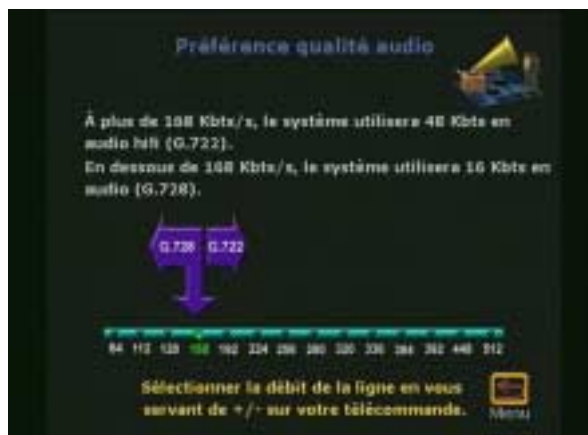 Préférence qualité audio
À plus de 168 Kbts/s, le système utilisera 48 Kbts en
audio hifi (G.722).
En dessous de 168 Kbts/s, le système utilisera 16 Kbts en
audio (G.728).
G.728 G.722
64 112 128 168 192 224 256 280 320 336 384 392 448 512
Sélectionner la débit de la ligne en vous
servant de +/- sur votre télécommande.
Menu